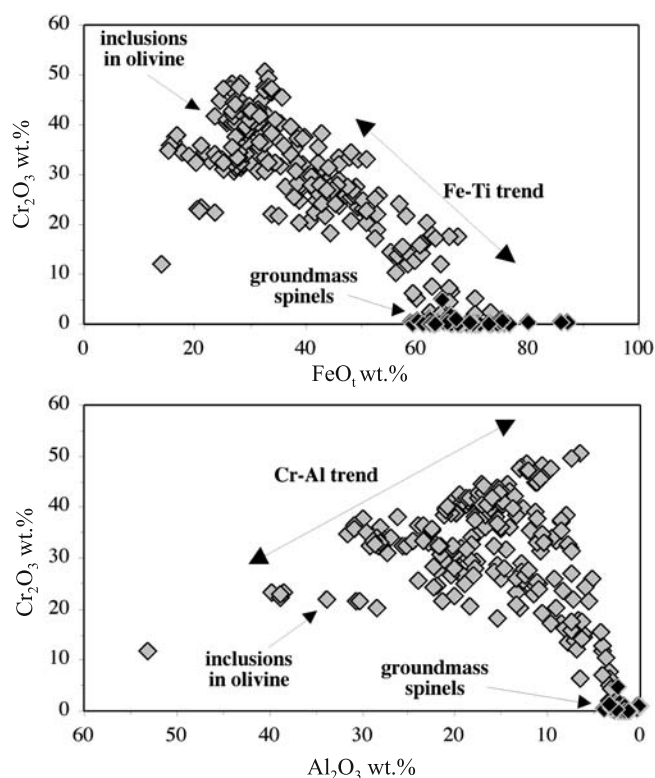 60
50
40
30
20
10
0
Cr₂O₃ wt.%
inclusions
in olivine
Fe-Ti trend
groundmass
spinels
0 20 40 60 80 100
FeOₜ wt.%
60
50
40
30
20
10
0
Cr₂O₃ wt.%
Cr-Al trend
inclusions
in olivine
groundmass
spinels
60 50 40 30 20 10 0
Al₂O₃ wt.%